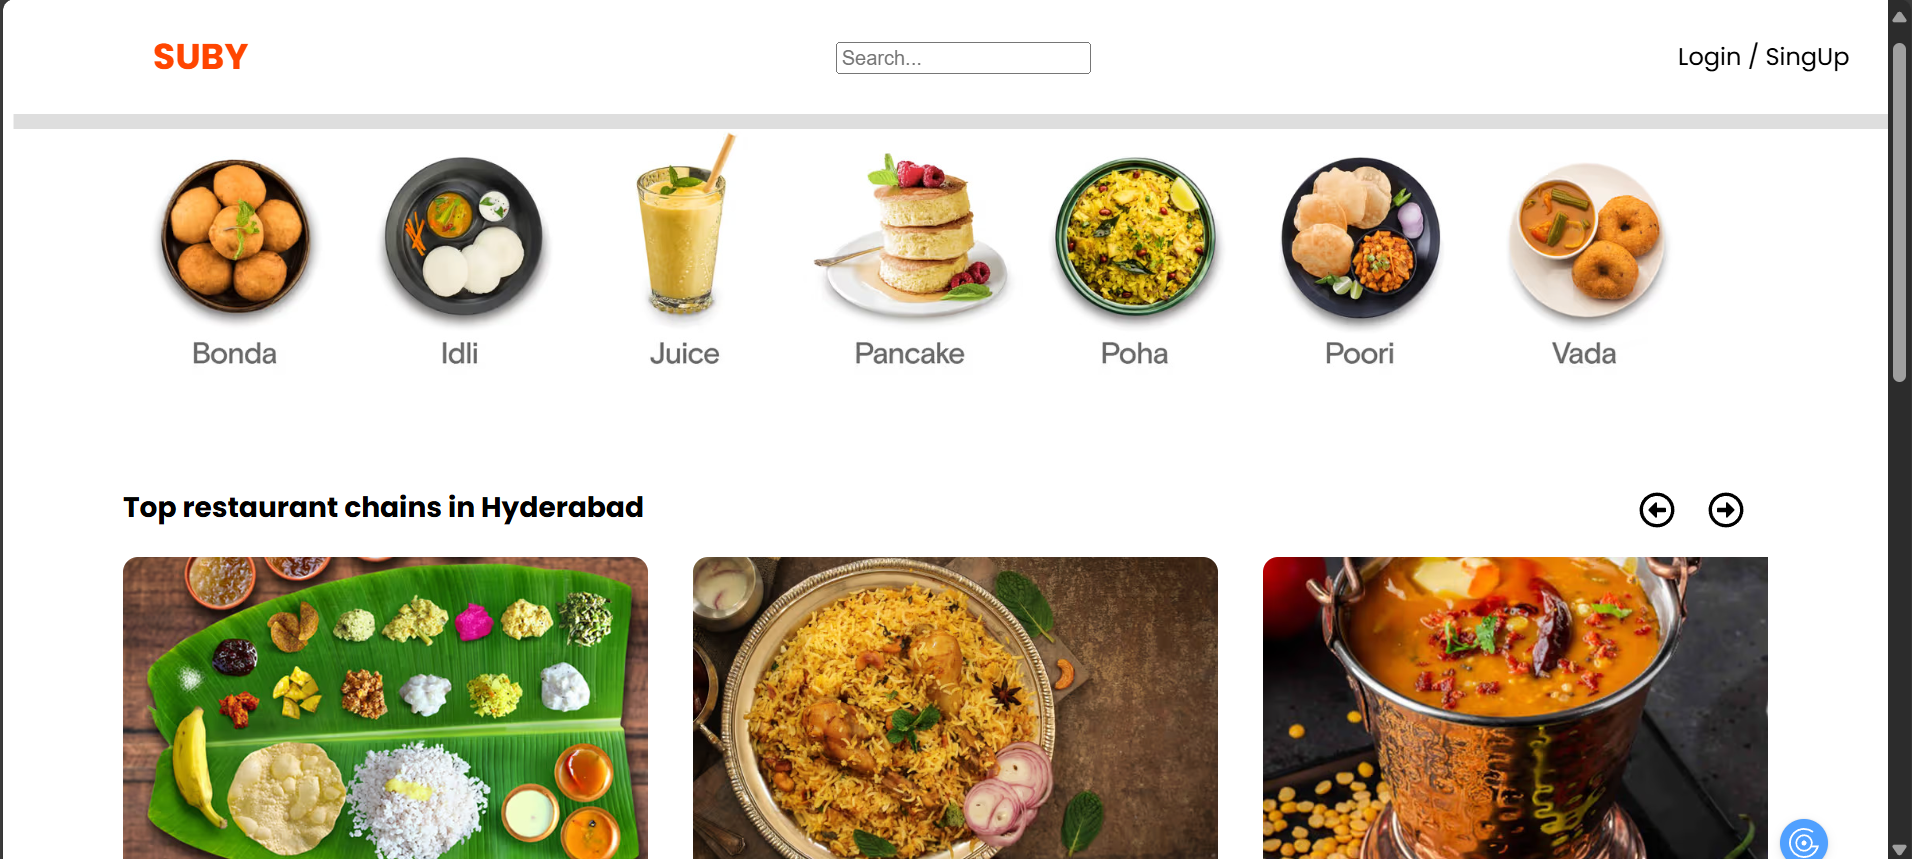 SUBY
Search...
Login / SingUp
Bonda
Idli
Juice
Pancake
Poha
Poori
Vada
Top restaurant chains in Hyderabad